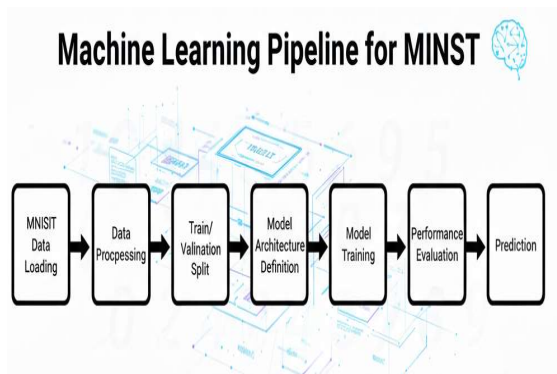 Machine Learning Pipeline for MINST
MNISIT
Data
Loading
Data
Procpessing
Train/
Valination
Split
Model
Architecture
Definition
Model
Training
Performance
Evaluation
Prediction